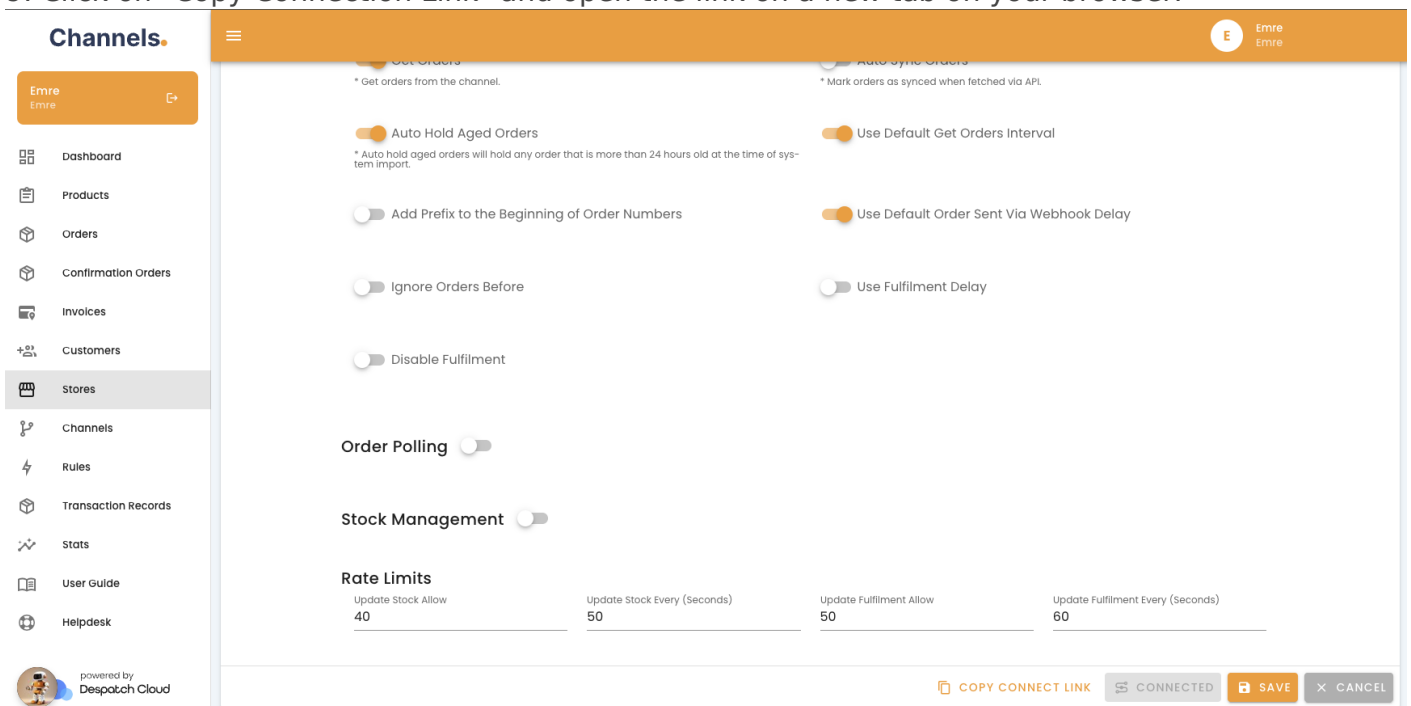 Channels.
E
Emre
Emre
Emre
Emre
Dashboard
Products
Orders
Confirmation Orders
Invoices
Customers
Stores
Channels
Rules
Transaction Records
Stats
User Guide
Helpdesk
powered by
Despatch Cloud
Get Orders
* Get orders from the channel.
Auto Sync Orders
* Mark orders as synced when fetched via API.
Auto Hold Aged Orders
* Auto hold aged orders will hold any order that is more than 24 hours old at the time of sys-
tem import.
Use Default Get Orders Interval
Add Prefix to the Beginning of Order Numbers
Use Default Order Sent Via Webhook Delay
Ignore Orders Before
Use Fulfilment Delay
Disable Fulfilment
Order Polling
Stock Management
Rate Limits
Update Stock Allow
40
Update Stock Every (Seconds)
50
Update Fulfilment Allow
50
Update Fulfilment Every (Seconds)
60
COPY CONNECT LINK
CONNECTED
SAVE
CANCEL